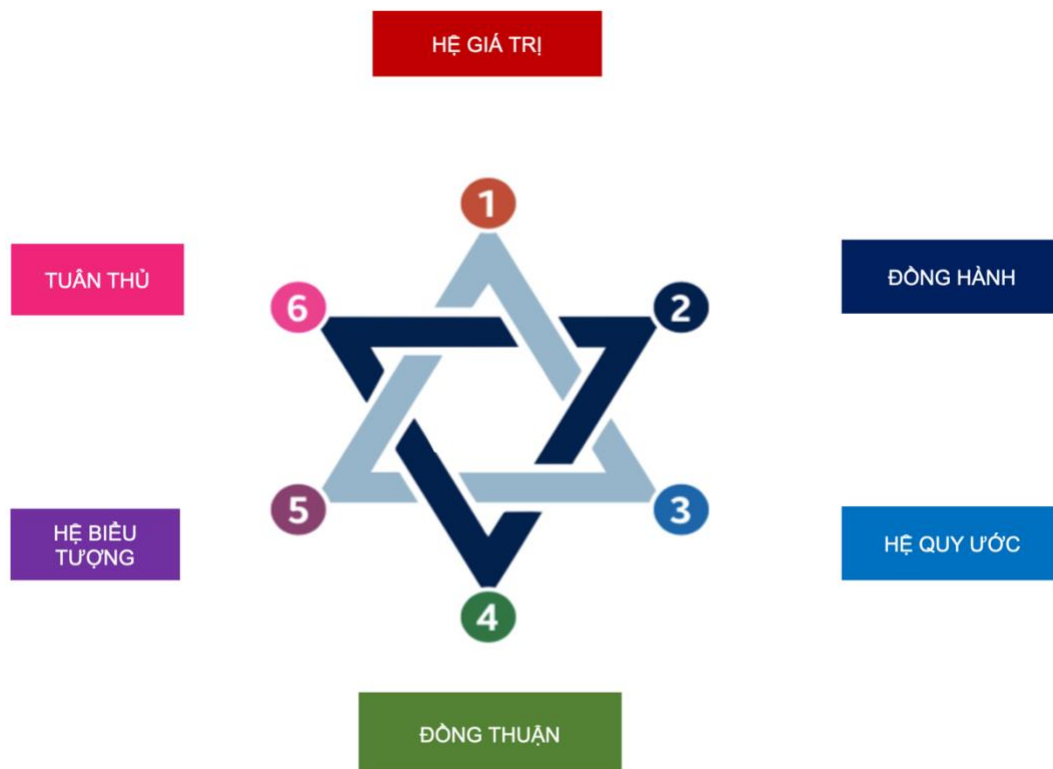 HỆ GIÁ TRỊ
1
TUÂN THỦ
6
2
ĐỒNG HÀNH
HỆ BIỂU
TƯỢNG
5
3
HỆ QUY ƯỚC
4
ĐỒNG THUẬN